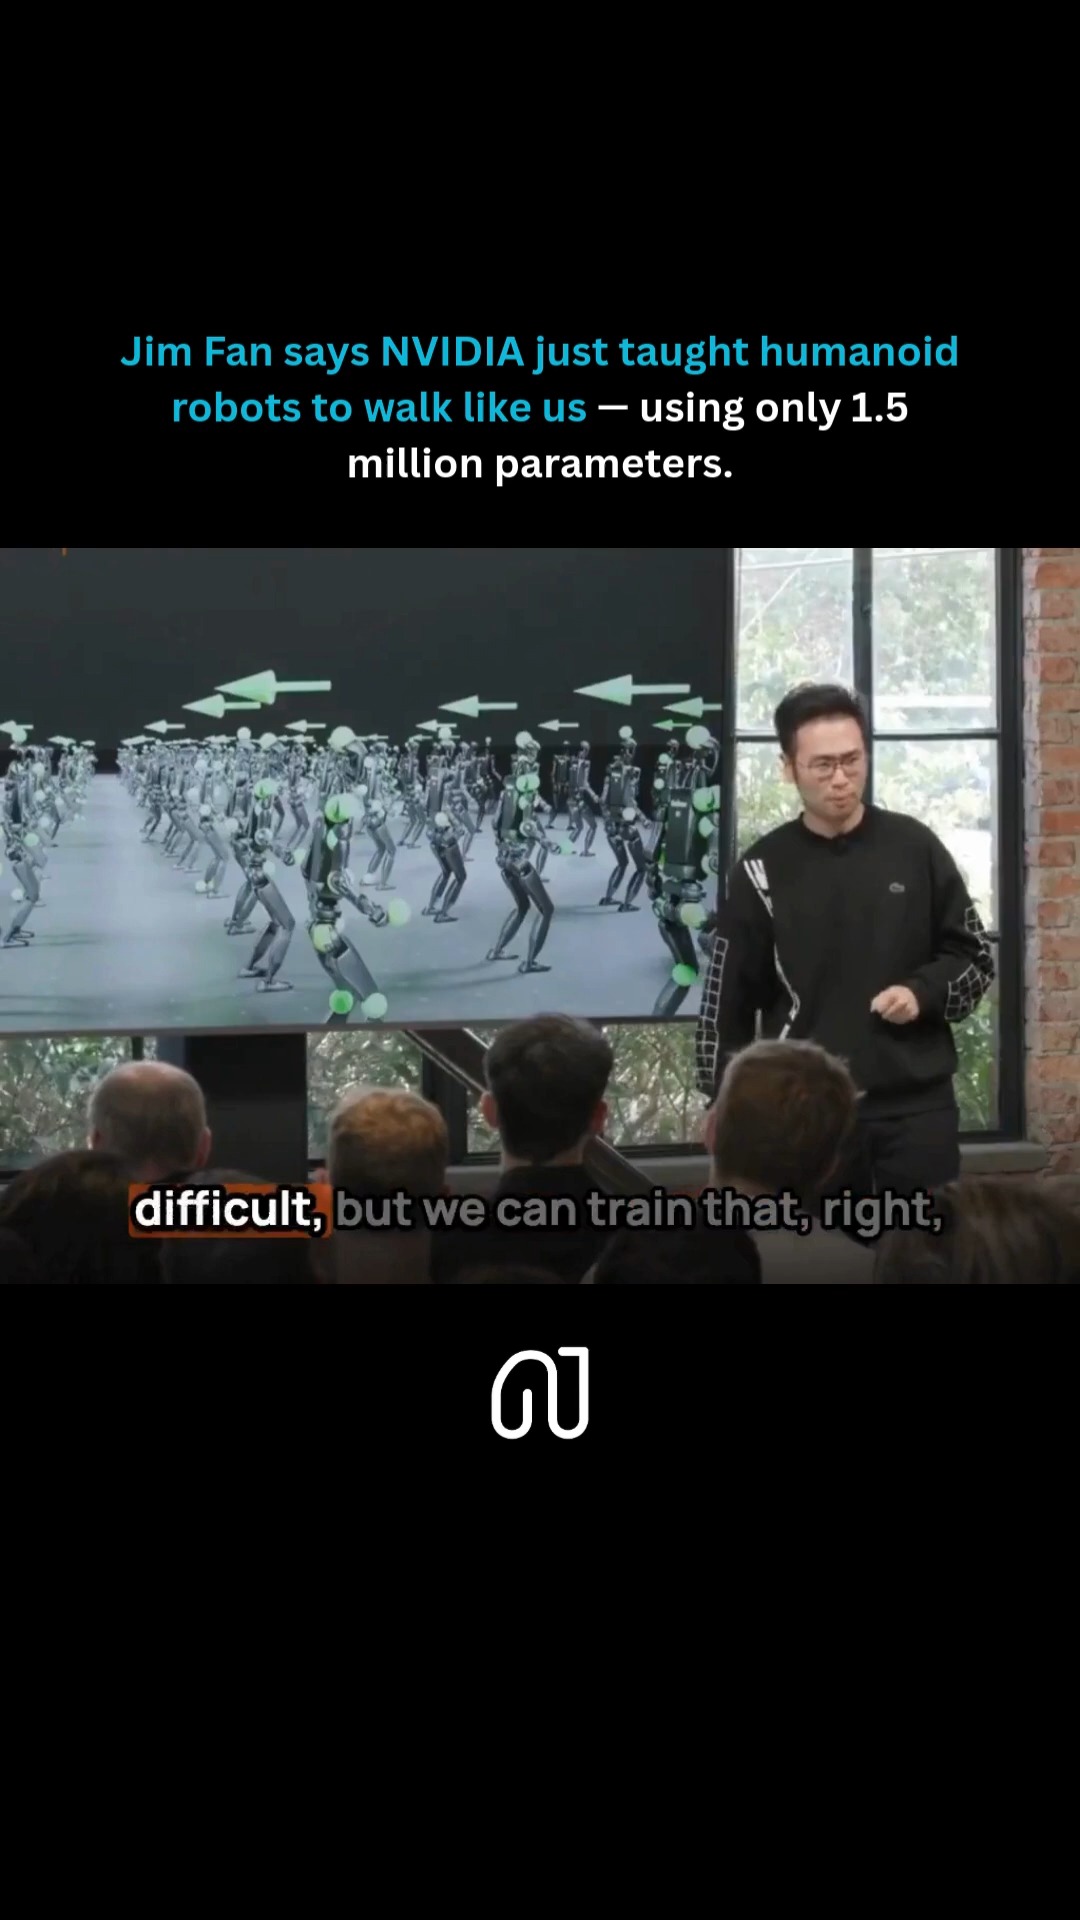 Jim Fan says NVIDIA just taught humanoid
robots to walk like us — using only 1.5
million parameters.
difficult, but we can train that, right,